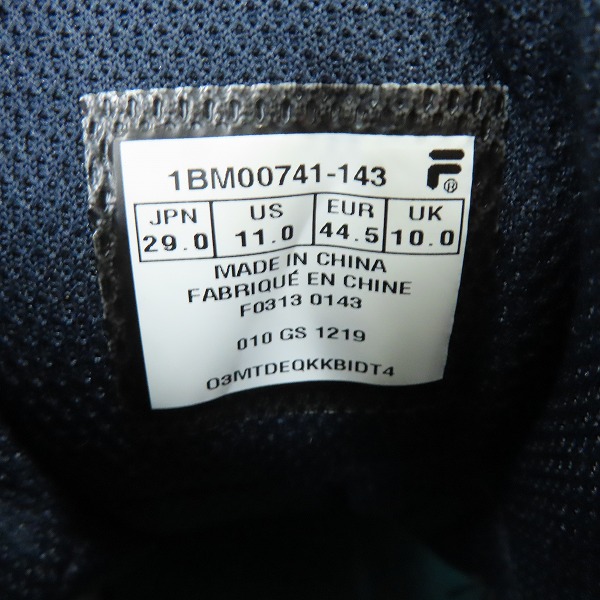 1BM00741-143
F®
JPN US EUR UK
29.0 11.0 44.5 10.0
MADE IN CHINA
FABRIQUÉ EN CHINE
F0313 0143
010 GS 1219
O3MTDEQKKBIDT4